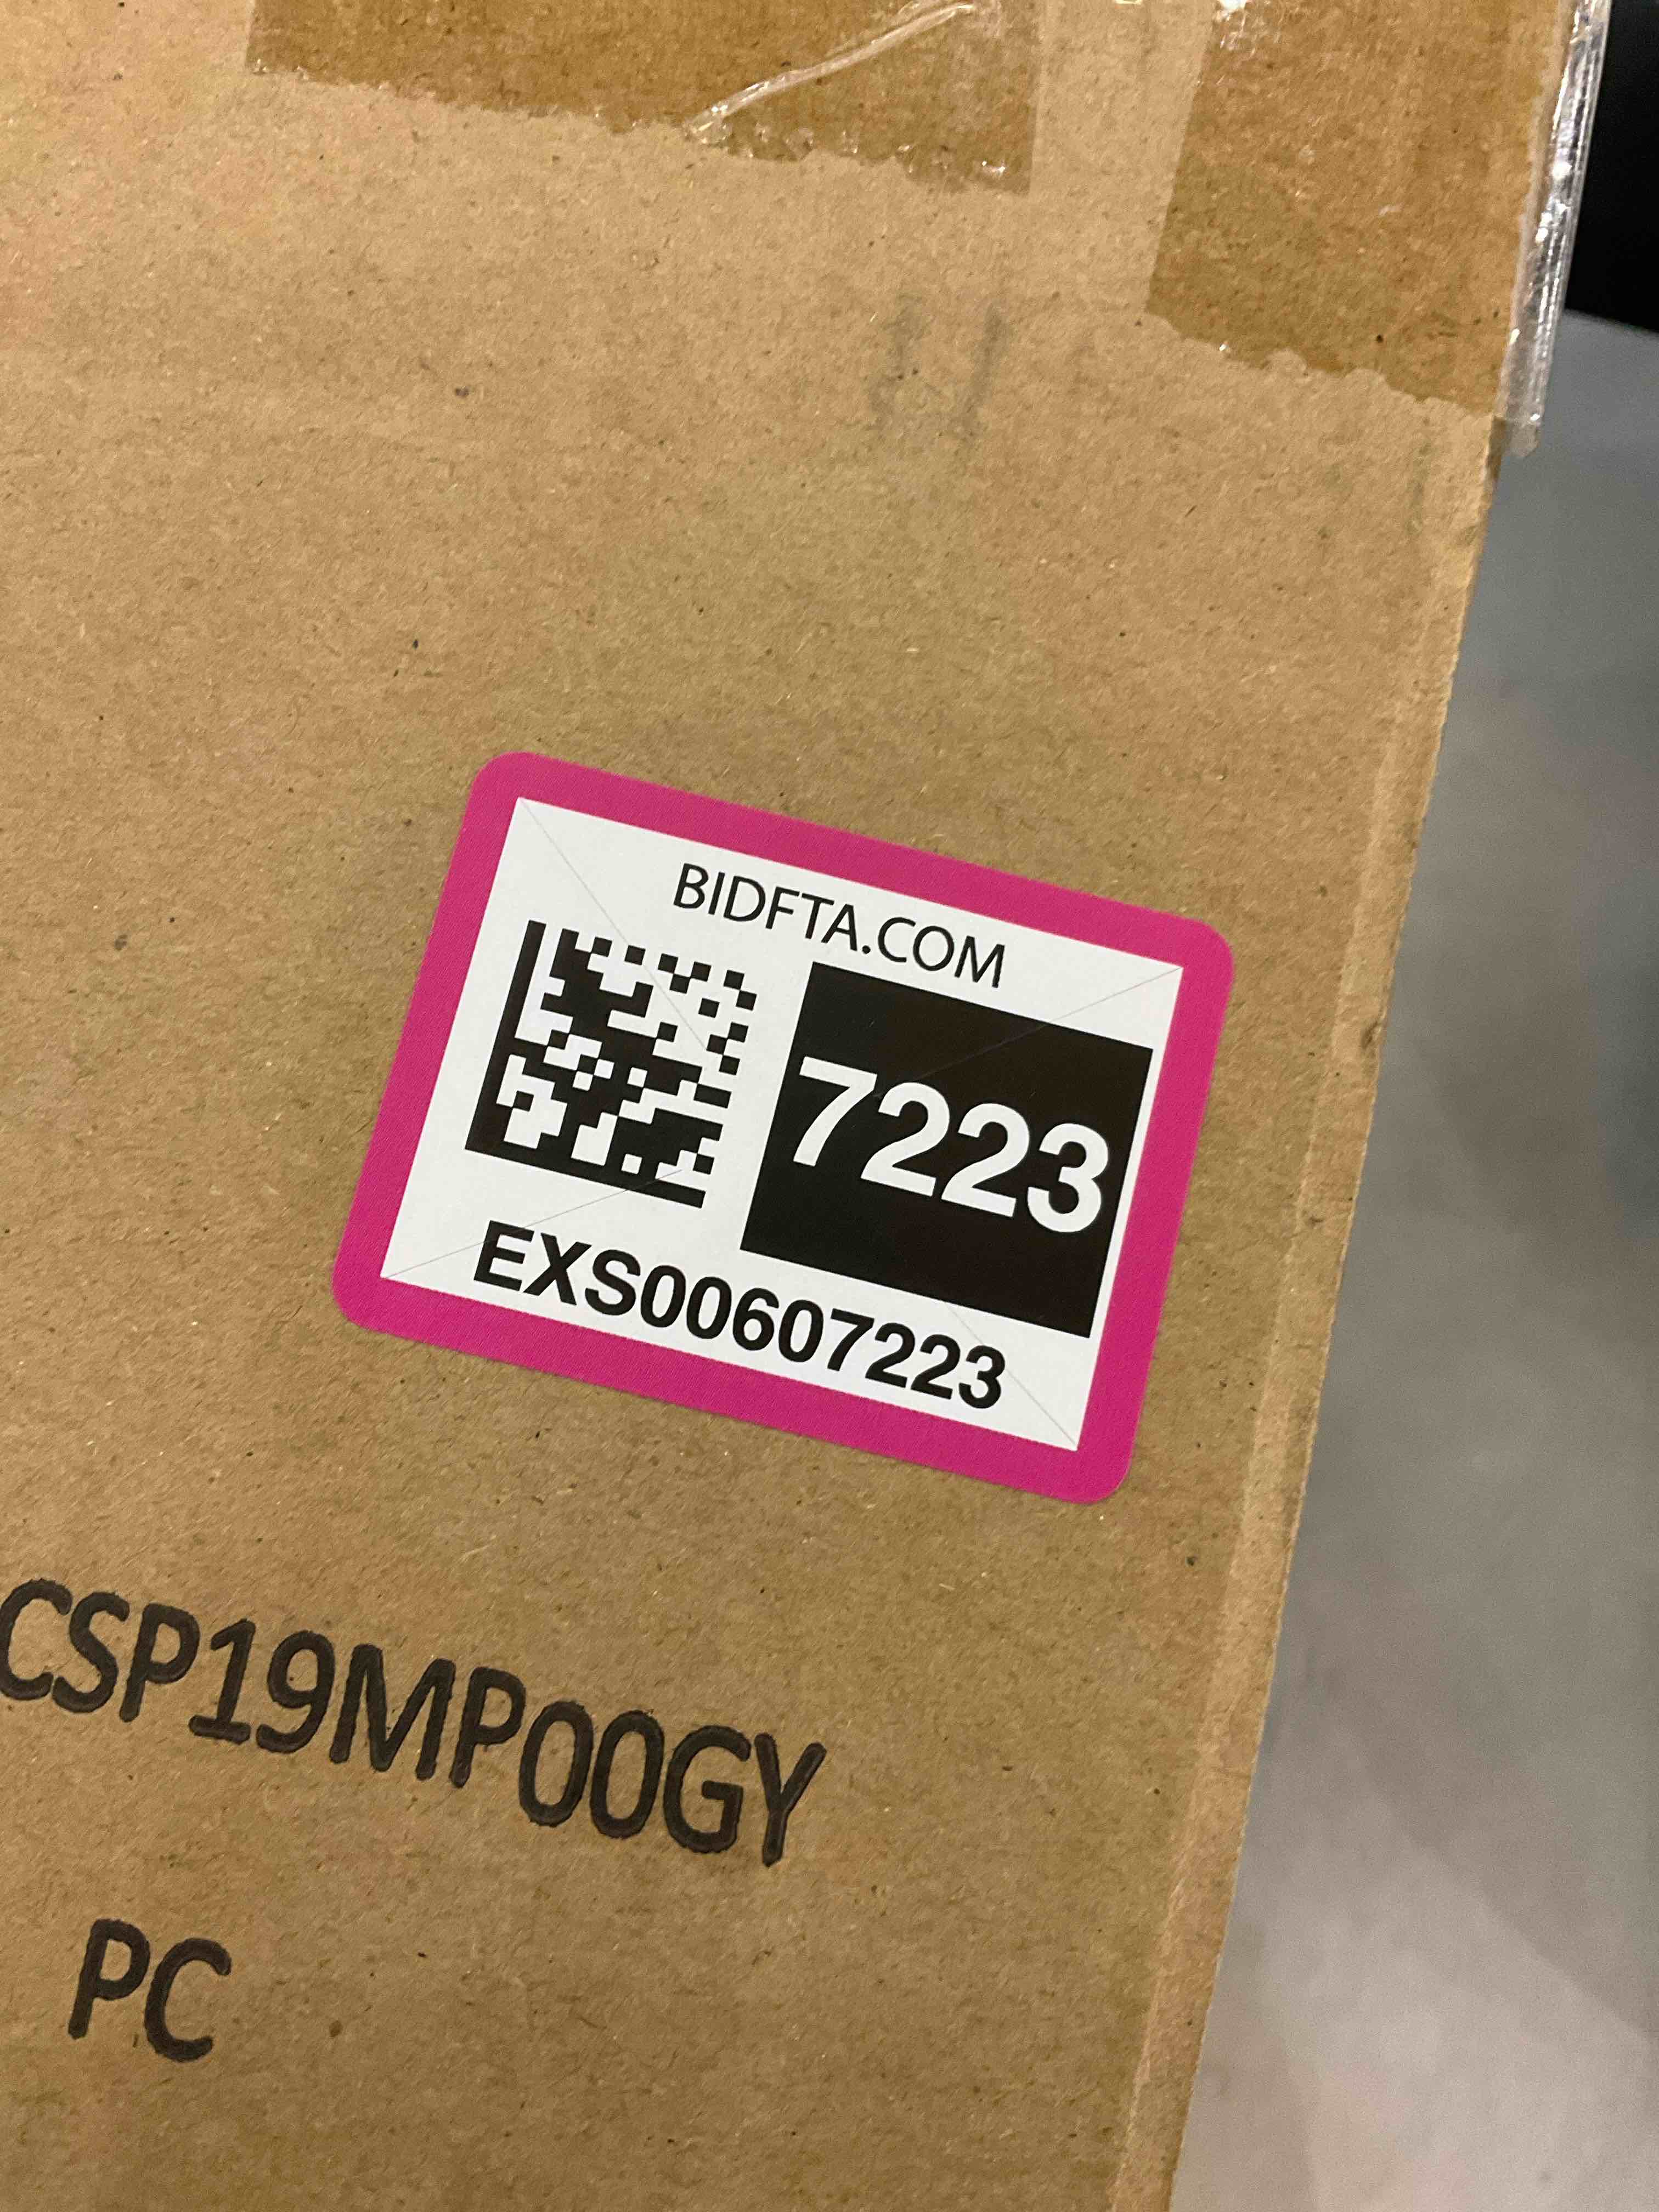 BIDFTA.COM
7223
EXS00607223
CSP19MP00GY
PC